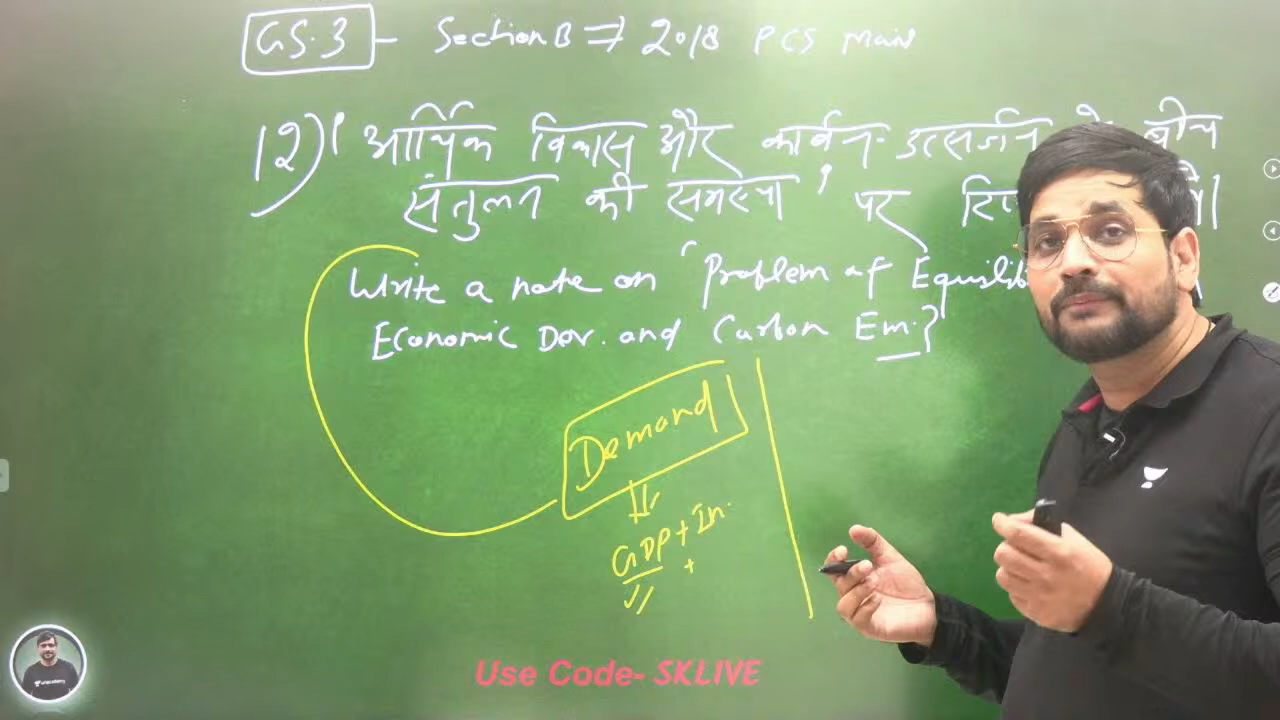 GS.3 - Section B ⇒ 2018 PCS Main
12) ' आर्थिक विकास और कार्बन-उत्सर्जन के बीच
संतुलन की समस्या ' पर
Write a note on ' Problem of
Economic Dev. and Carbon Em.?
Demand
GDP + In.
+
unacademy
Use Code- SKLIVE